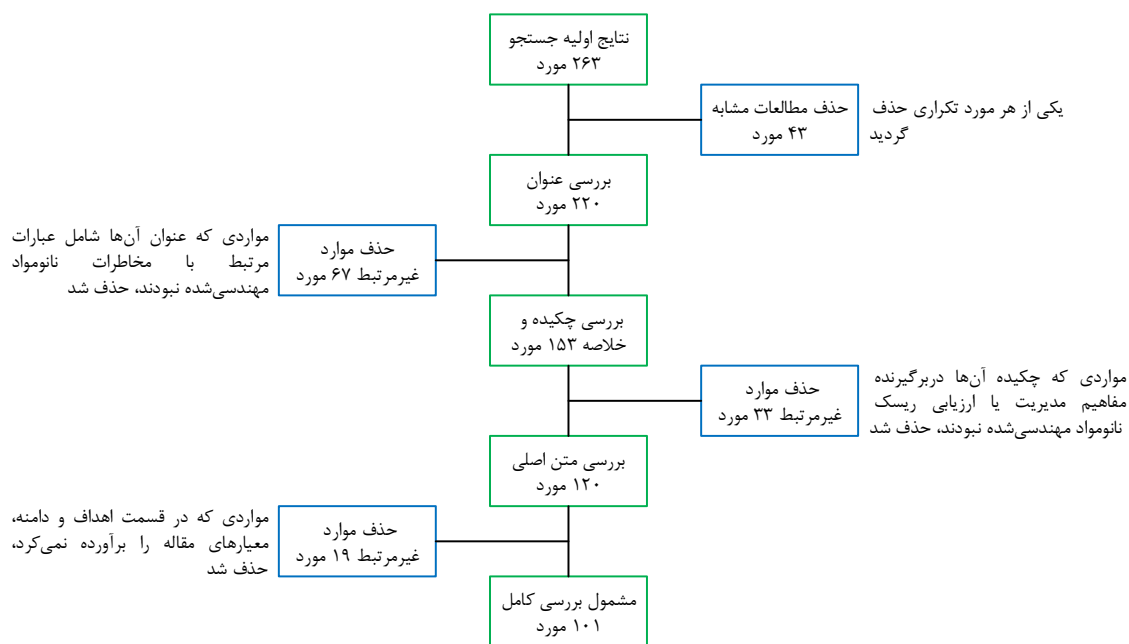 نتایج اولیه جستجو
۲۶۳ مورد
حذف مطالعات مشابه
۴۳ مورد
یکی از هر مورد تکراری حذف
گردید
بررسی عنوان
۲۲۰ مورد
حذف موارد
غیرمرتبط ۶۷ مورد
مواردی که عنوان آن‌ها شامل عبارات
مرتبط با مخاطرات نانومواد
مهندسی‌شده نبودند، حذف شد
بررسی چکیده و
خلاصه ۱۵۳ مورد
حذف موارد
غیرمرتبط ۳۳ مورد
مواردی که چکیده آن‌ها دربرگیرنده
مفاهیم مدیریت یا ارزیابی ریسک
نانومواد مهندسی‌شده نبودند، حذف شد
بررسی متن اصلی
۱۲۰ مورد
حذف موارد
غیرمرتبط ۱۹ مورد
مواردی که در قسمت اهداف و دامنه،
معیارهای مقاله را برآورده نمی‌کرد،
حذف شد
مشمول بررسی کامل
۱۰۱ مورد